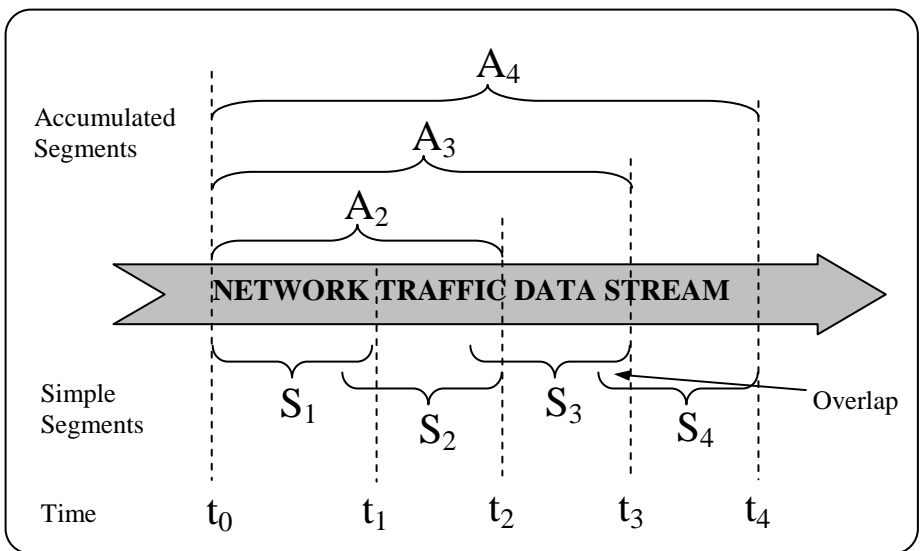 A4
Accumulated
Segments
A3
A2
NETWORK TRAFFIC DATA STREAM
S1
S2
S3
S4
Simple
Segments
Overlap
Time
t0
t1
t2
t3
t4